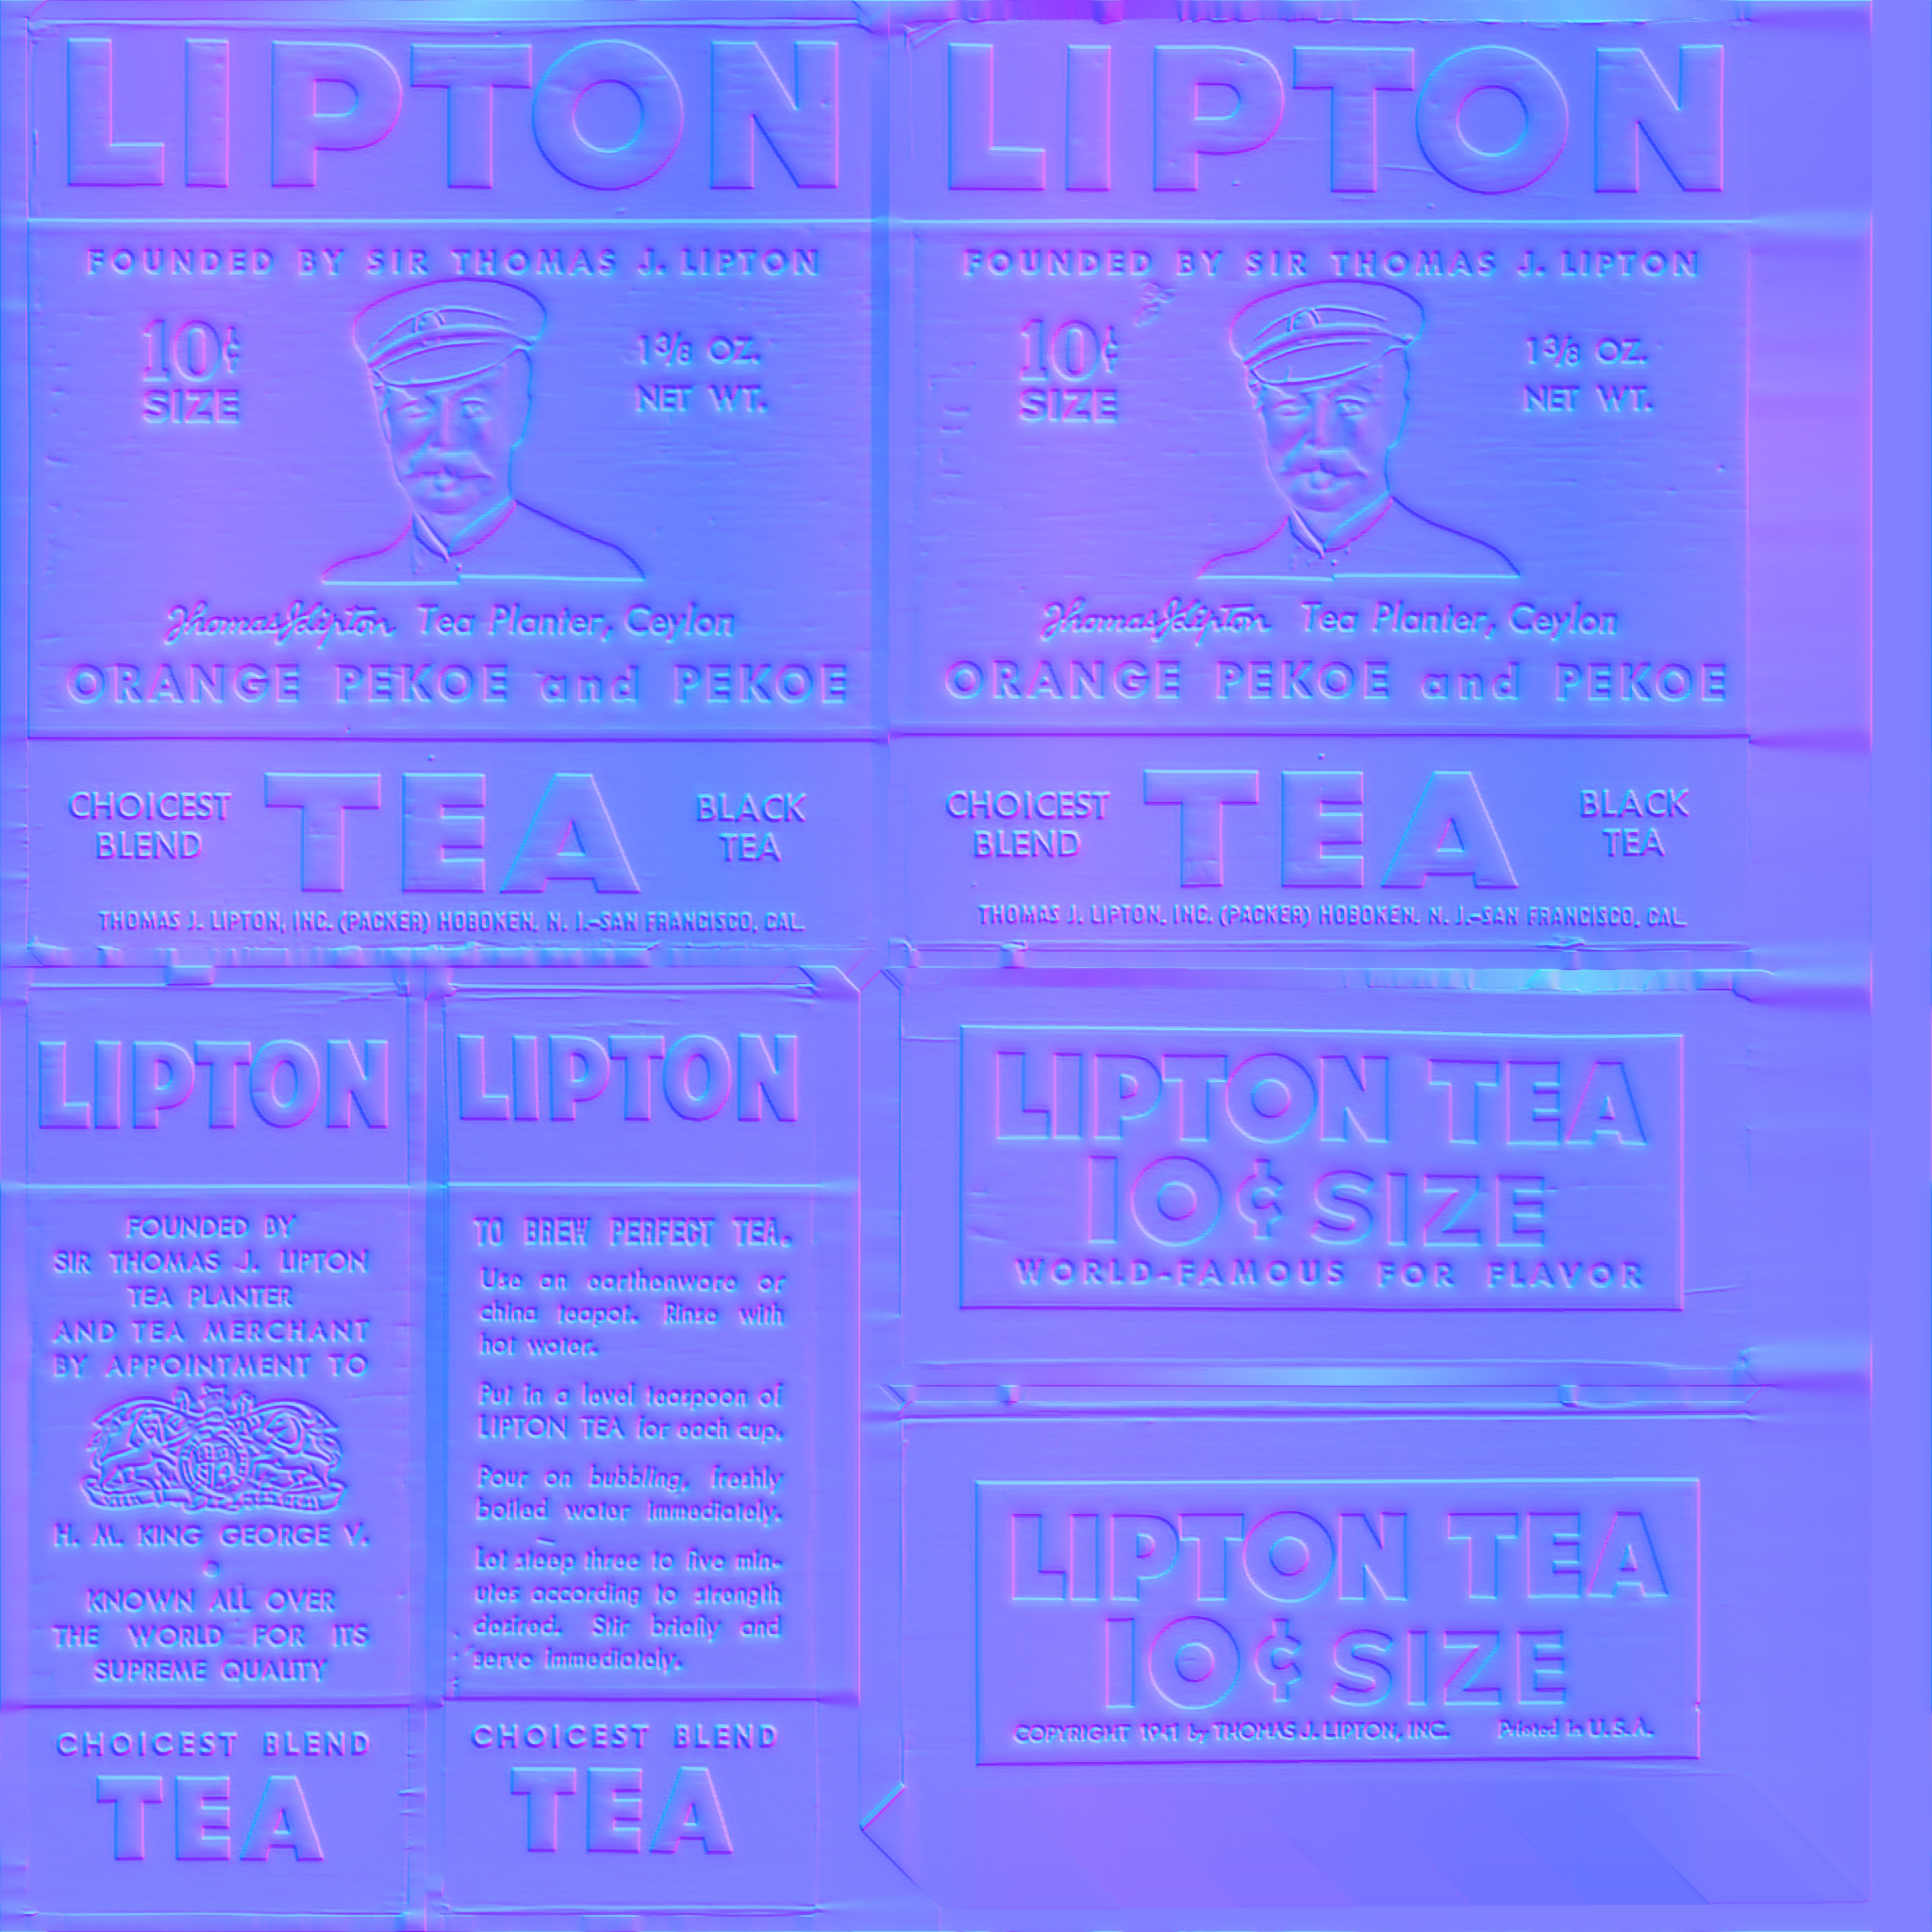 LIPTON
FOUNDED BY SIR THOMAS J. LIPTON
10¢
SIZE
1 3/8 OZ.
NET WT.
Thomas J. Lipton Tea Planter, Ceylon
ORANGE PEKOE and PEKOE
CHOICEST
BLEND
TEA
BLACK
TEA
THOMAS J. LIPTON, INC. (PACKER) HOBOKEN, N. J.–SAN FRANCISCO, CAL.
LIPTON
FOUNDED BY SIR THOMAS J. LIPTON
10¢
SIZE
1 3/8 OZ.
NET WT.
Thomas J. Lipton Tea Planter, Ceylon
ORANGE PEKOE and PEKOE
CHOICEST
BLEND
TEA
BLACK
TEA
THOMAS J. LIPTON, INC. (PACKER) HOBOKEN, N. J.–SAN FRANCISCO, CAL.
LIPTON
FOUNDED BY
SIR THOMAS J. LIPTON
TEA PLANTER
AND TEA MERCHANT
BY APPOINTMENT TO
H. M. KING GEORGE V.
KNOWN ALL OVER
THE WORLD FOR ITS
SUPREME QUALITY
CHOICEST BLEND
TEA
LIPTON
TO BREW PERFECT TEA.
Use an earthenware or
china teapot. Rinse with
hot water.
Put in a level teaspoon of
LIPTON TEA for each cup.
Pour on bubbling, freshly
boiled water immediately.
Let steep three to five min-
utes according to strength
desired. Stir briefly and
serve immediately.
CHOICEST BLEND
TEA
LIPTON TEA
10¢ SIZE
WORLD-FAMOUS FOR FLAVOR
LIPTON TEA
10¢ SIZE
COPYRIGHT 1941 by THOMAS J. LIPTON, INC. Printed in U.S.A.